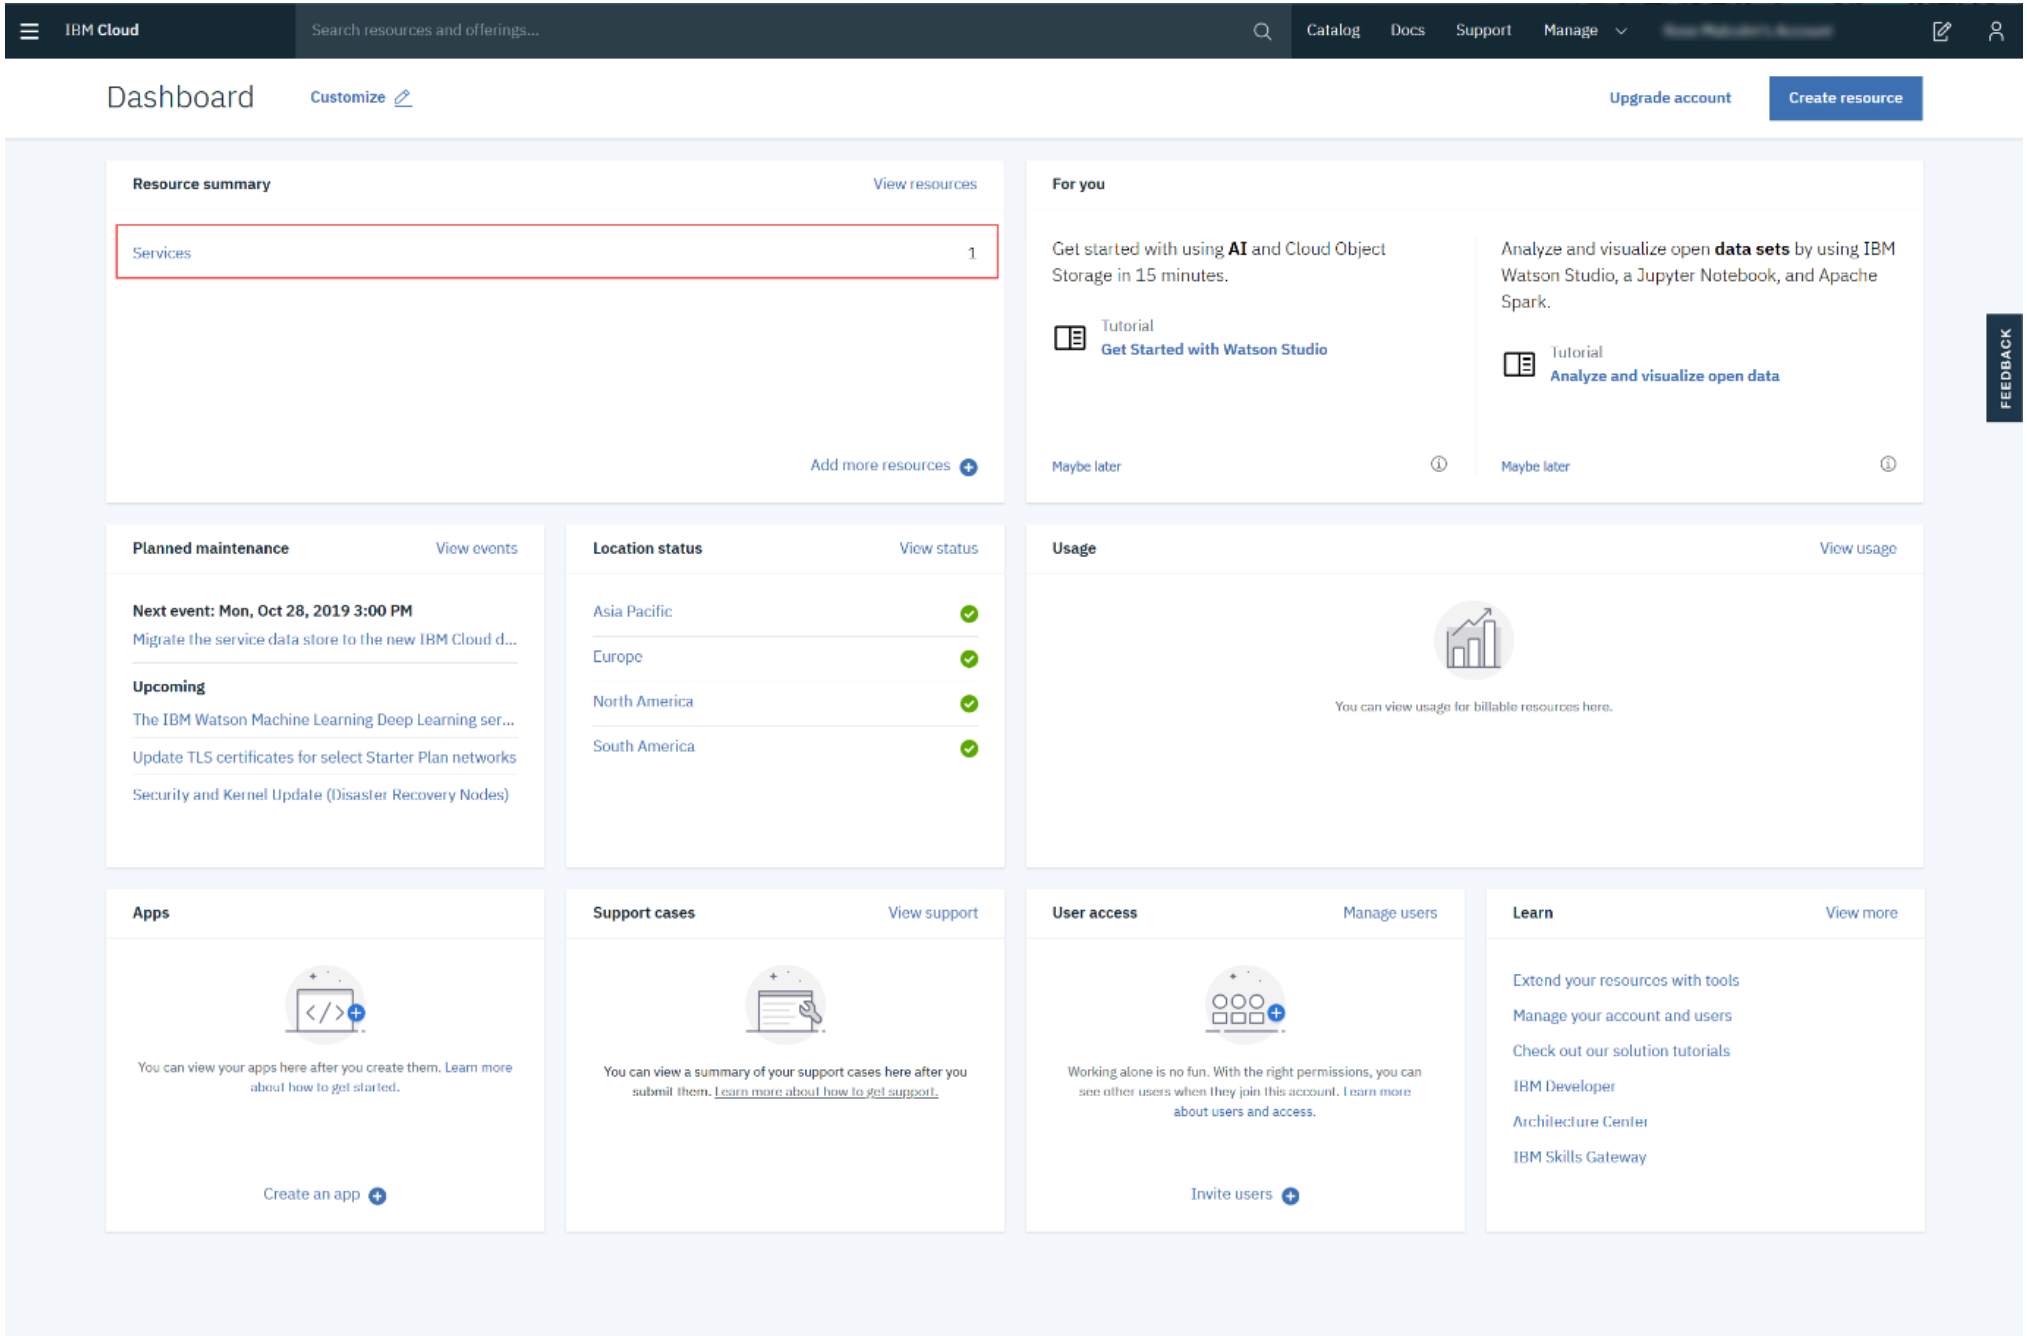 IBM Cloud
Search resources and offerings...
Catalog
Docs
Support
Manage
Dashboard
Customize
Upgrade account
Create resource
Resource summary
View resources
Services
1
Add more resources
For you
Get started with using AI and Cloud Object
Storage in 15 minutes.
Tutorial
Get Started with Watson Studio
Maybe later
Analyze and visualize open data sets by using IBM
Watson Studio, a Jupyter Notebook, and Apache
Spark.
Tutorial
Analyze and visualize open data
Maybe later
FEEDBACK
Planned maintenance
View events
Next event: Mon, Oct 28, 2019 3:00 PM
Migrate the service data store to the new IBM Cloud d...
Upcoming
The IBM Watson Machine Learning Deep Learning ser...
Update TLS certificates for select Starter Plan networks
Security and Kernel Update (Disaster Recovery Nodes)
Location status
View status
Asia Pacific
Europe
North America
South America
Usage
View usage
You can view usage for billable resources here.
Apps
You can view your apps here after you create them. Learn more
about how to get started.
Create an app
Support cases
View support
You can view a summary of your support cases here after you
submit them. Learn more about how to get support.
User access
Manage users
Working alone is no fun. With the right permissions, you can
see other users when they join this account. Learn more
about users and access.
Invite users
Learn
View more
Extend your resources with tools
Manage your account and users
Check out our solution tutorials
IBM Developer
Architecture Center
IBM Skills Gateway